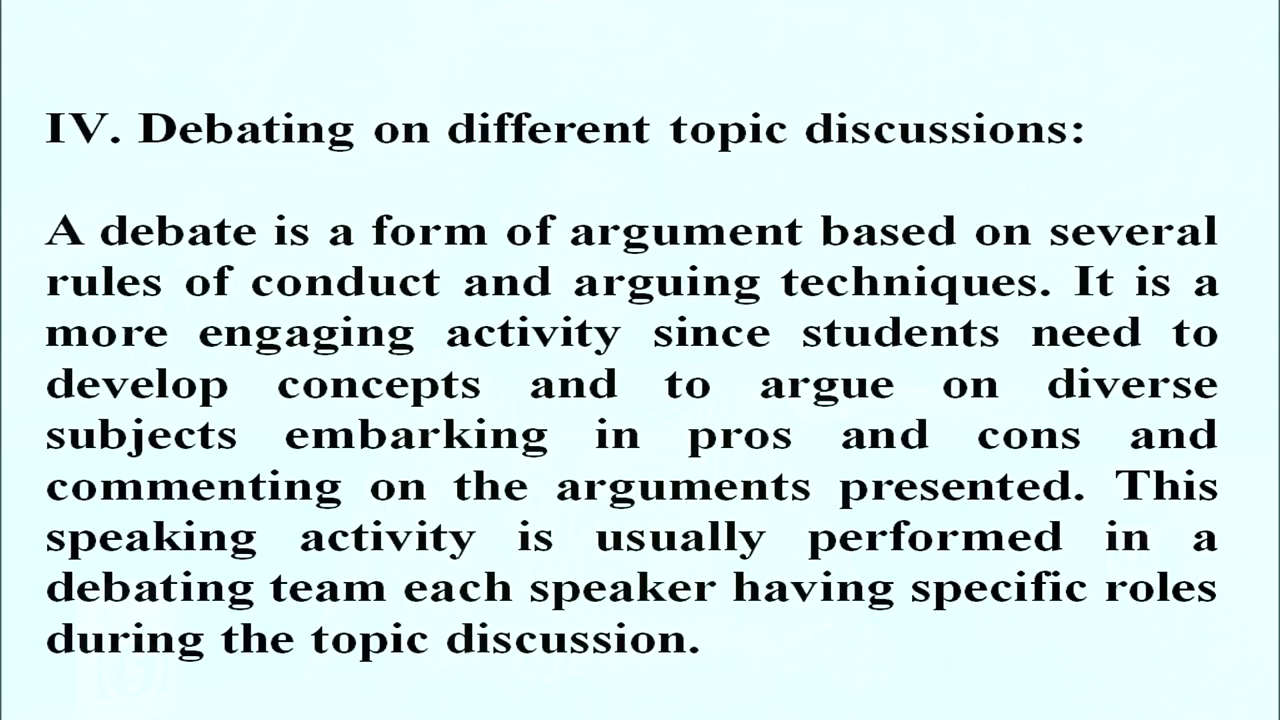 IV. Debating on different topic discussions:
A debate is a form of argument based on several
rules of conduct and arguing techniques. It is a
more engaging activity since students need to
develop concepts and to argue on diverse
subjects embarking in pros and cons and
commenting on the arguments presented. This
speaking activity is usually performed in a
debating team each speaker having specific roles
during the topic discussion.